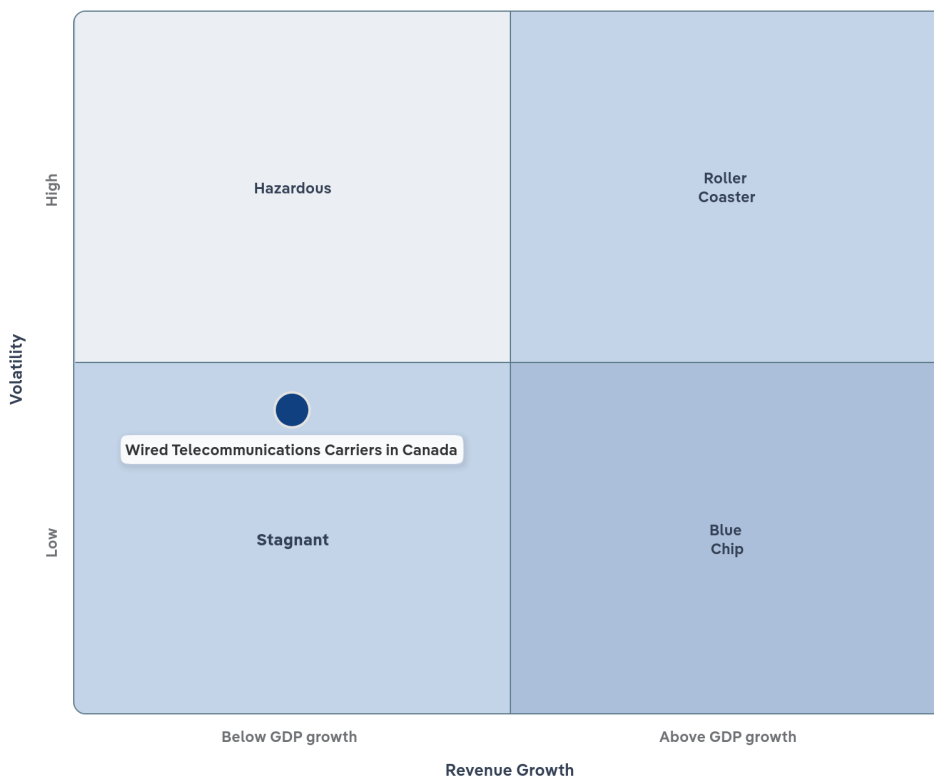 Hazardous
Roller
Coaster
High
Volatility
Wired Telecommunications Carriers in Canada
Stagnant
Blue
Chip
Low
Below GDP growth
Above GDP growth
Revenue Growth